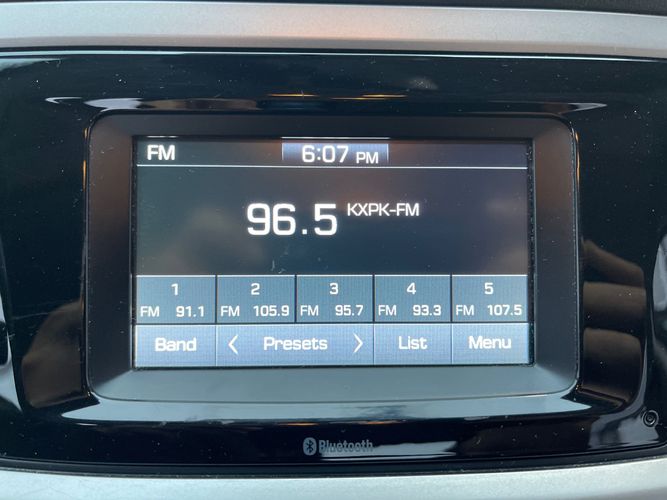 FM 6:07 PM
96.5 KXPK-FM
1 2 3 4 5
FM 91.1 FM 105.9 FM 95.7 FM 93.3 FM 107.5
Band < Presets > List Menu
Bluetooth